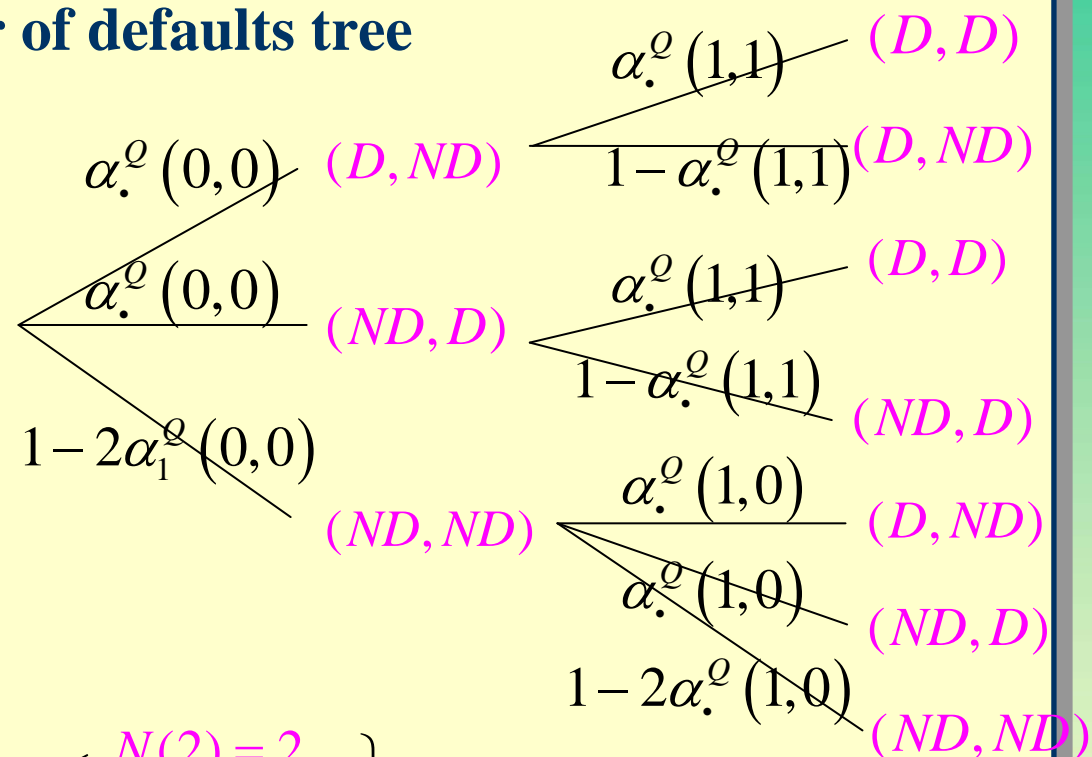 of defaults tree
α.^Q (1,1)
(D, D)
α.^Q (0,0)
(D, ND)
1 − α.^Q (1,1)
(D, ND)
α.^Q (0,0)
(ND, D)
α.^Q (1,1)
(D, D)
1 − α.^Q (1,1)
(ND, D)
1 − 2α_1^Q (0,0)
(ND, ND)
α.^Q (1,0)
(D, ND)
α.^Q (1,0)
(ND, D)
1 − 2α.^Q (1,0)
(ND, ND)
N(2) = 2